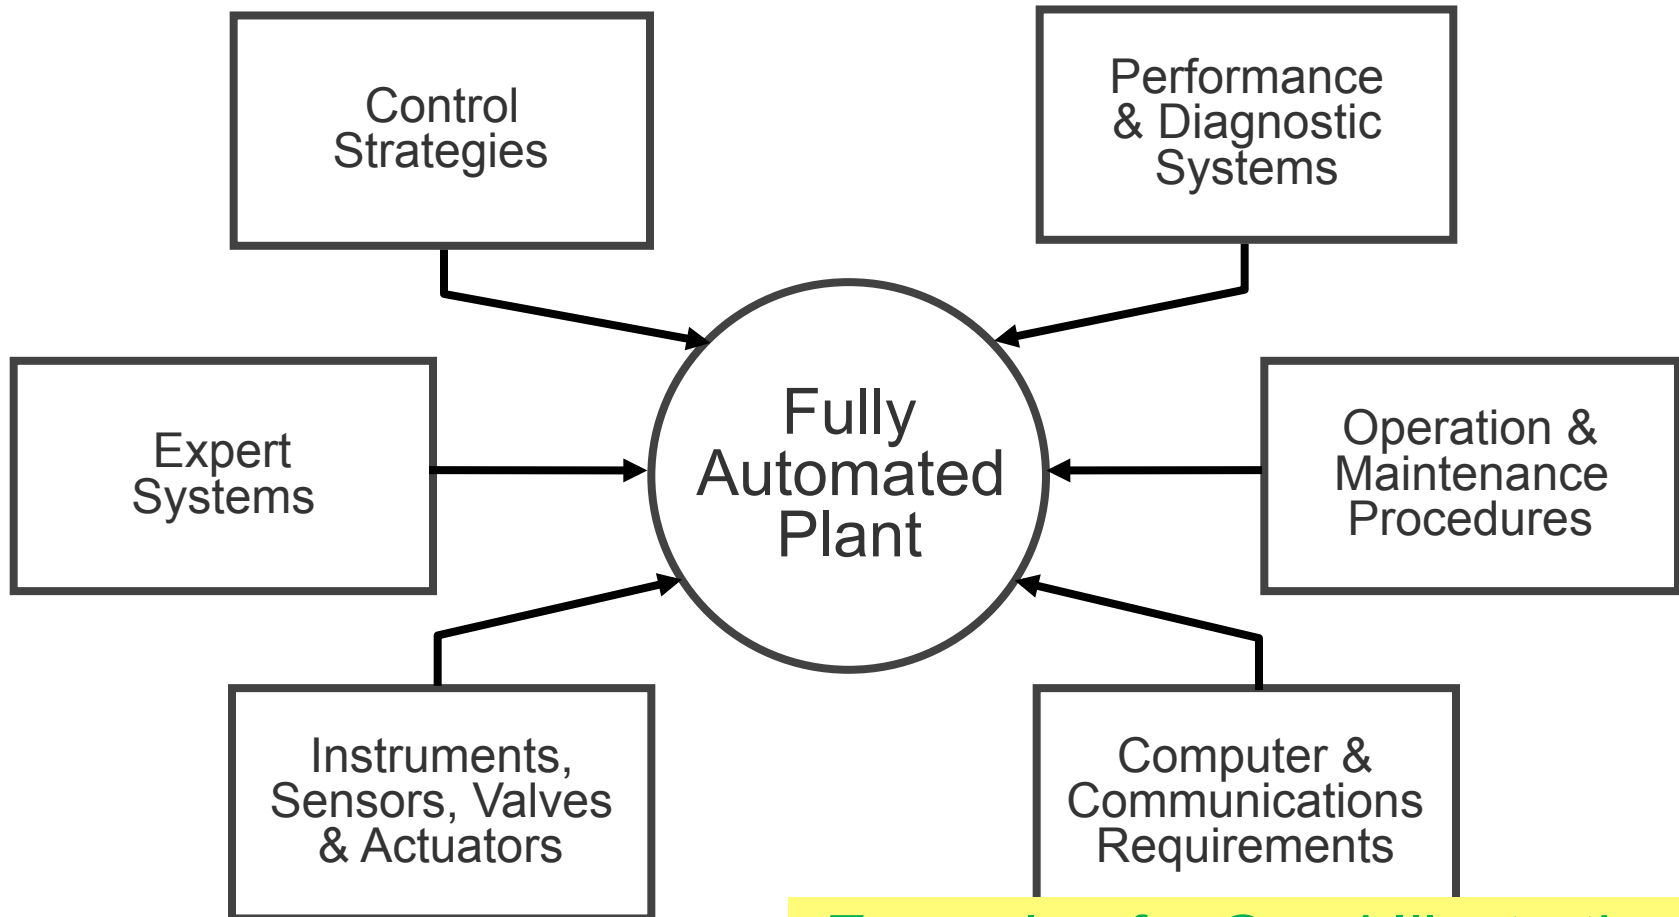 Control
Strategies
Performance
& Diagnostic
Systems
Fully
Automated
Plant
Expert
Systems
Operation &
Maintenance
Procedures
Instruments,
Sensors, Valves
& Actuators
Computer &
Communications
Requirements